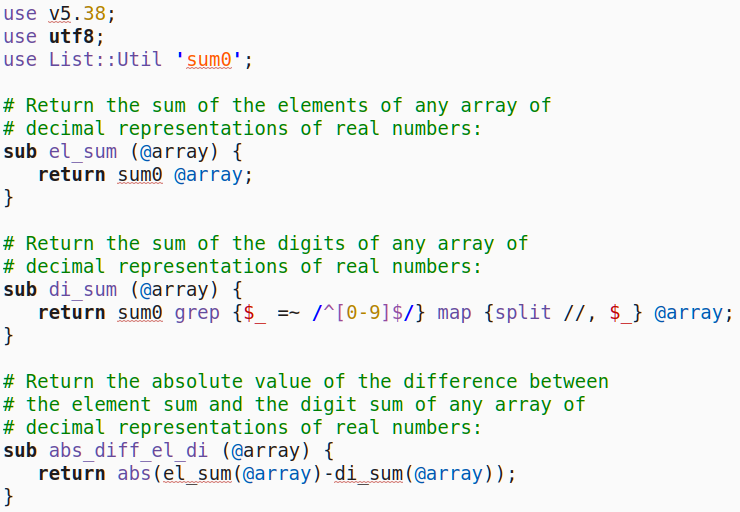 use v5.38;
use utf8;
use List::Util 'sum0';

# Return the sum of the elements of any array of
# decimal representations of real numbers:
sub el_sum (@array) {
   return sum0 @array;
}

# Return the sum of the digits of any array of
# decimal representations of real numbers:
sub di_sum (@array) {
   return sum0 grep {$_ =~ /^[0-9]$/} map {split //, $_} @array;
}

# Return the absolute value of the difference between
# the element sum and the digit sum of any array of
# decimal representations of real numbers:
sub abs_diff_el_di (@array) {
   return abs(el_sum(@array)-di_sum(@array));
}